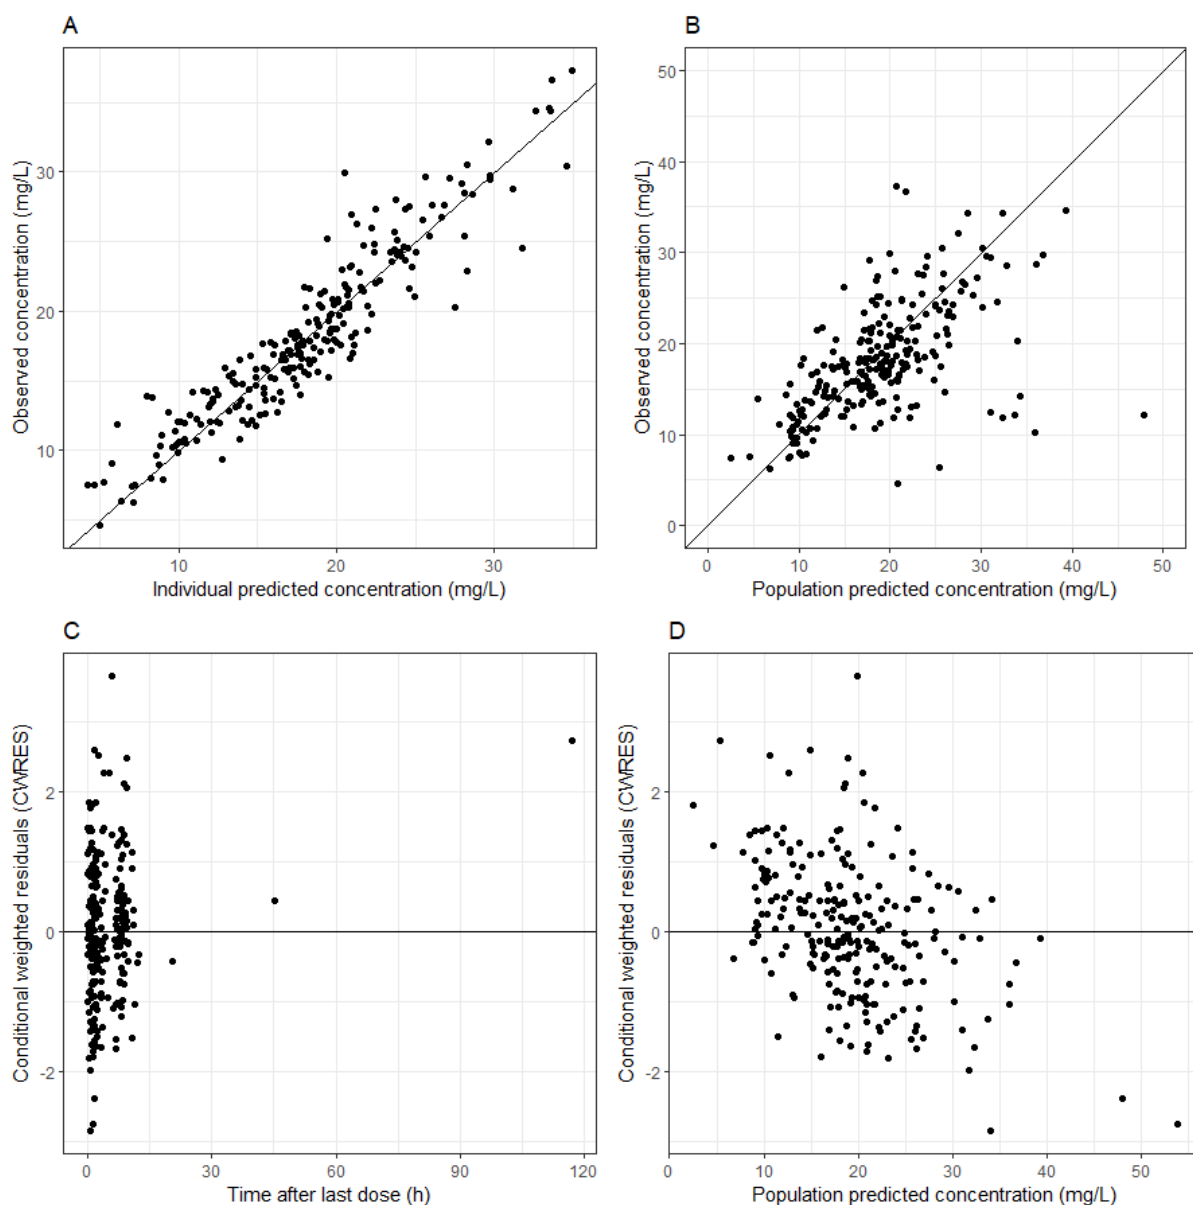 A
Observed concentration (mg/L)
30
20
10
10 20 30
Individual predicted concentration (mg/L)
B
Observed concentration (mg/L)
50
40
30
20
10
0
0 10 20 30 40 50
Population predicted concentration (mg/L)
C
Conditional weighted residuals (CWRES)
2
0
-2
0 30 60 90 120
Time after last dose (h)
D
Conditional weighted residuals (CWRES)
2
0
-2
0 10 20 30 40 50
Population predicted concentration (mg/L)